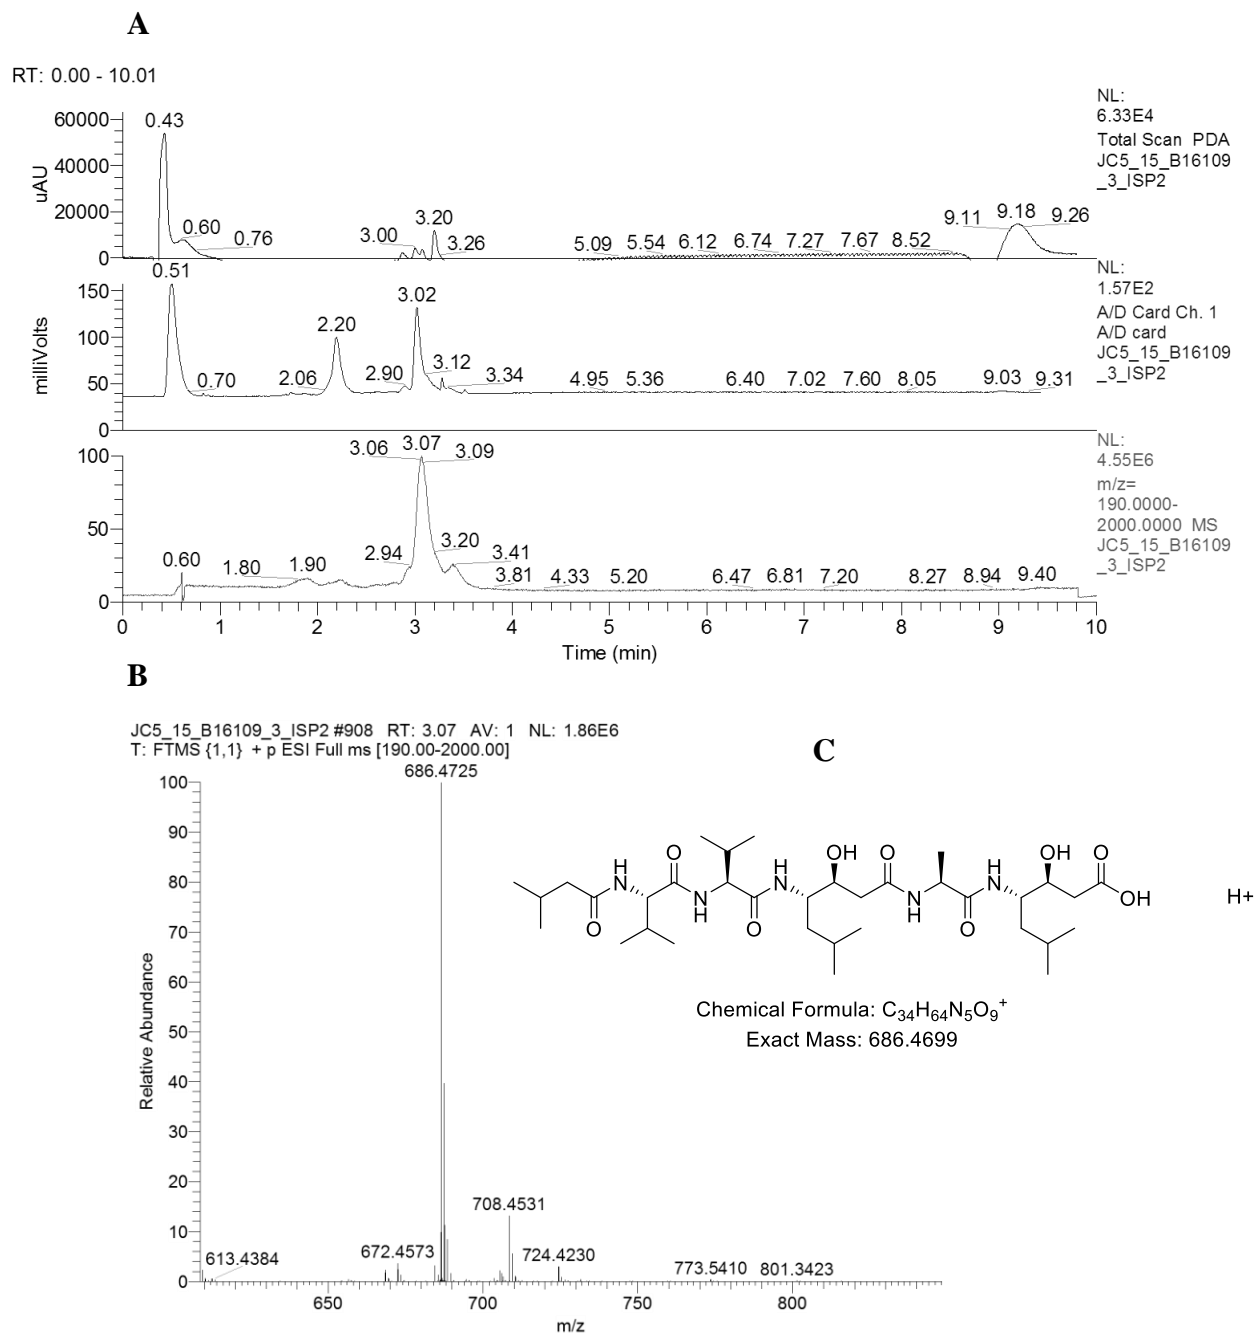 A
RT: 0.00 - 10.01
NL:
6.33E4
Total Scan PDA
JC5_15_B16109
_3_ISP2
60000
40000
20000
0
uAU
0.43
0.60
0.76
3.00
3.20
3.26
5.09
5.54
6.12
6.74
7.27
7.67
8.52
9.11
9.18
9.26
NL:
1.57E2
A/D Card Ch. 1
A/D card
JC5_15_B16109
_3_ISP2
150
100
50
0
milliVolts
0.51
0.70
2.06
2.20
2.90
3.02
3.12
3.34
4.95
5.36
6.40
7.02
7.60
8.05
9.03
9.31
NL:
4.55E6
m/z=
190.0000-
2000.0000 MS
JC5_15_B16109
_3_ISP2
100
50
0
0.60
1.80
1.90
2.94
3.06
3.07
3.09
3.20
3.41
3.81
4.33
5.20
6.47
6.81
7.20
8.27
8.94
9.40
0 1 2 3 4 5 6 7 8 9 10
Time (min)
B
JC5_15_B16109_3_ISP2 #908 RT: 3.07 AV: 1 NL: 1.86E6
T: FTMS {1,1} + p ESI Full ms [190.00-2000.00]
100
90
80
70
60
50
40
30
20
10
0
Relative Abundance
686.4725
613.4384
672.4573
708.4531
724.4230
773.5410
801.3423
650 700 750 800
m/z
C
H
N
O
O
N
H
O
H
N
OH
O
N
H
O
H
N
OH
O
OH
H+
Chemical Formula: C34H64N5O9+
Exact Mass: 686.4699